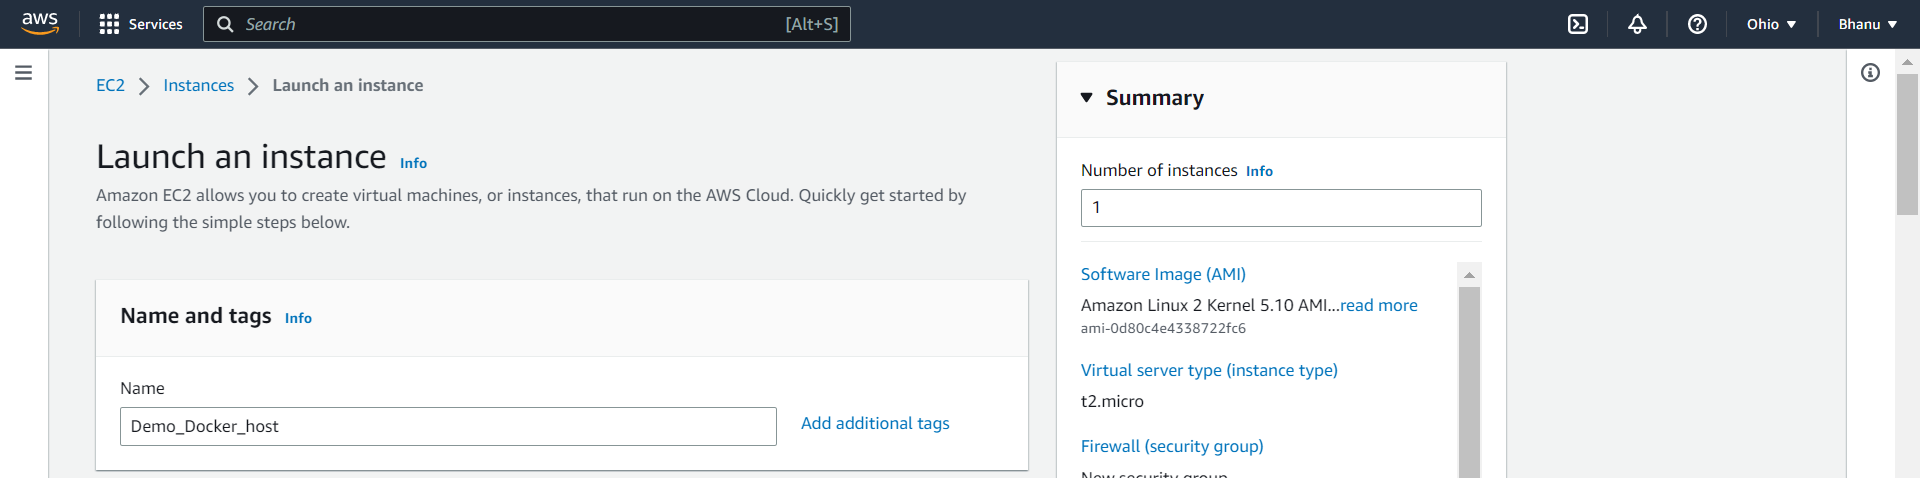 aws
Services
Search
[Alt+S]
Ohio
Bhanu
EC2
Instances
Launch an instance
Launch an instance
Info
Amazon EC2 allows you to create virtual machines, or instances, that run on the AWS Cloud. Quickly get started by
following the simple steps below.
Name and tags
Info
Name
Demo_Docker_host
Add additional tags
Summary
Number of instances
Info
1
Software Image (AMI)
Amazon Linux 2 Kernel 5.10 AMI...read more
ami-0d80c4e4338722fc6
Virtual server type (instance type)
t2.micro
Firewall (security group)
New security group